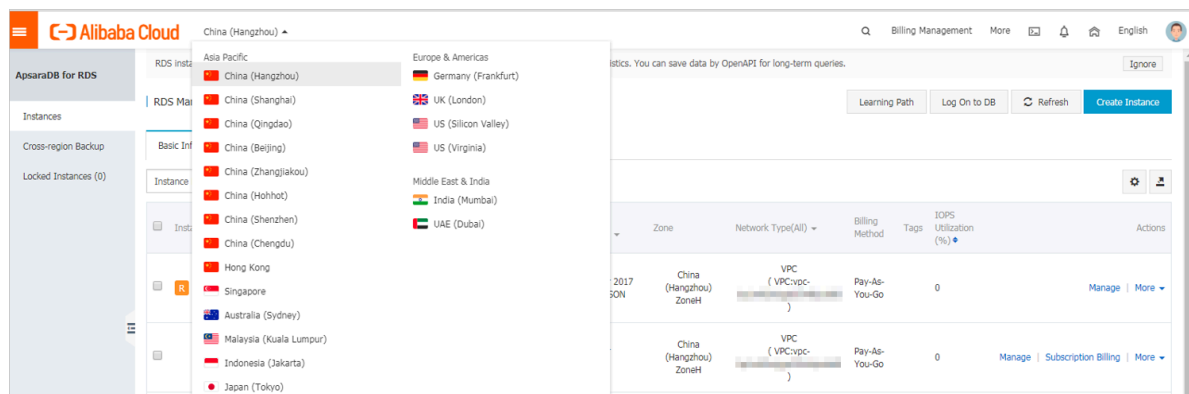 Alibaba Cloud
China (Hangzhou)
Billing Management
More
English
ApsaraDB for RDS
Instances
Cross-region Backup
Locked Instances (0)
RDS insta
istics. You can save data by OpenAPI for long-term queries.
Ignore
RDS Ma
Learning Path
Log On to DB
Refresh
Create Instance
Basic Inf
Instance
Asia Pacific
China (Hangzhou)
China (Shanghai)
China (Qingdao)
China (Beijing)
China (Zhangjiakou)
China (Hohhot)
China (Shenzhen)
China (Chengdu)
Hong Kong
Singapore
Australia (Sydney)
Malaysia (Kuala Lumpur)
Indonesia (Jakarta)
Japan (Tokyo)
Europe & Americas
Germany (Frankfurt)
UK (London)
US (Silicon Valley)
US (Virginia)
Middle East & India
India (Mumbai)
UAE (Dubai)
Insta
Zone
Network Type(All)
Billing
Method
Tags
IOPS
Utilization
(%)
Actions
R
2017
SON
China
(Hangzhou)
ZoneH
VPC
( VPC:vpc-
)
Pay-As-
You-Go
0
Manage | More
China
(Hangzhou)
ZoneH
VPC
( VPC:vpc-
)
Pay-As-
You-Go
0
Manage | Subscription Billing | More